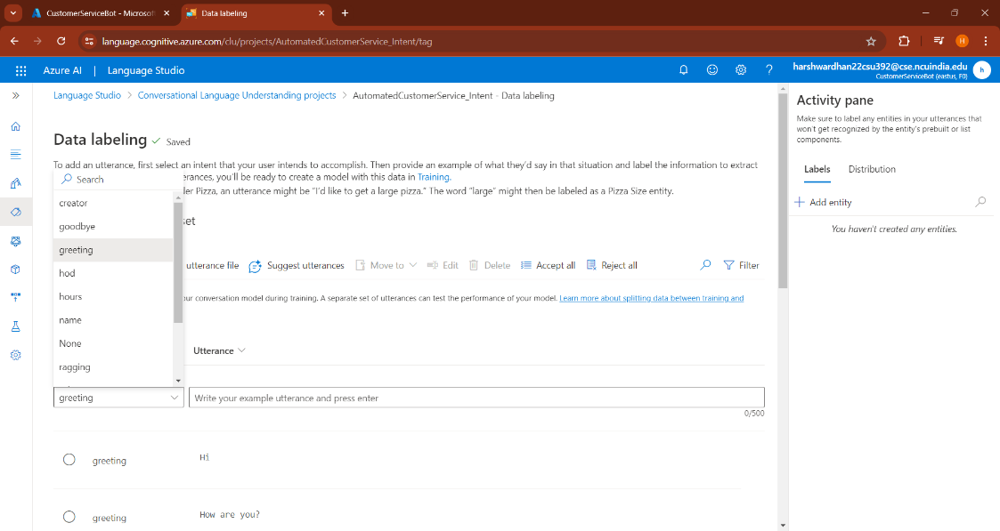 CustomerServiceBot - Microsoft
Data labeling
language.cognitive.azure.com/clu/projects/AutomatedCustomerService_Intent/tag
H
Azure AI | Language Studio
harshwardhan22csu392@cse.ncuindia.edu
CustomerServiceBot (eastus, F0)
h
Language Studio > Conversational Language Understanding projects > AutomatedCustomerService_Intent - Data labeling
Data labeling Saved
To add an utterance, first select an intent that your user intends to accomplish. Then provide an example of what they'd say in that situation and label the information to extract
erances, you'll be ready to create a model with this data in Training.
der Pizza, an utterance might be "I'd like to get a large pizza." The word "large" might then be labeled as a Pizza Size entity.
set
utterance file Suggest utterances Move to Edit Delete Accept all Reject all Filter
our conversation model during training. A separate set of utterances can test the performance of your model. Learn more about splitting data between training and
Utterance
Search
creator
goodbye
greeting
hod
hours
name
None
ragging
greeting
Write your example utterance and press enter
0/500
greeting Hi
greeting How are you?
Activity pane
Make sure to label any entities in your utterances that
won't get recognized by the entity's prebuilt or list
components.
Labels Distribution
Add entity
You haven't created any entities.